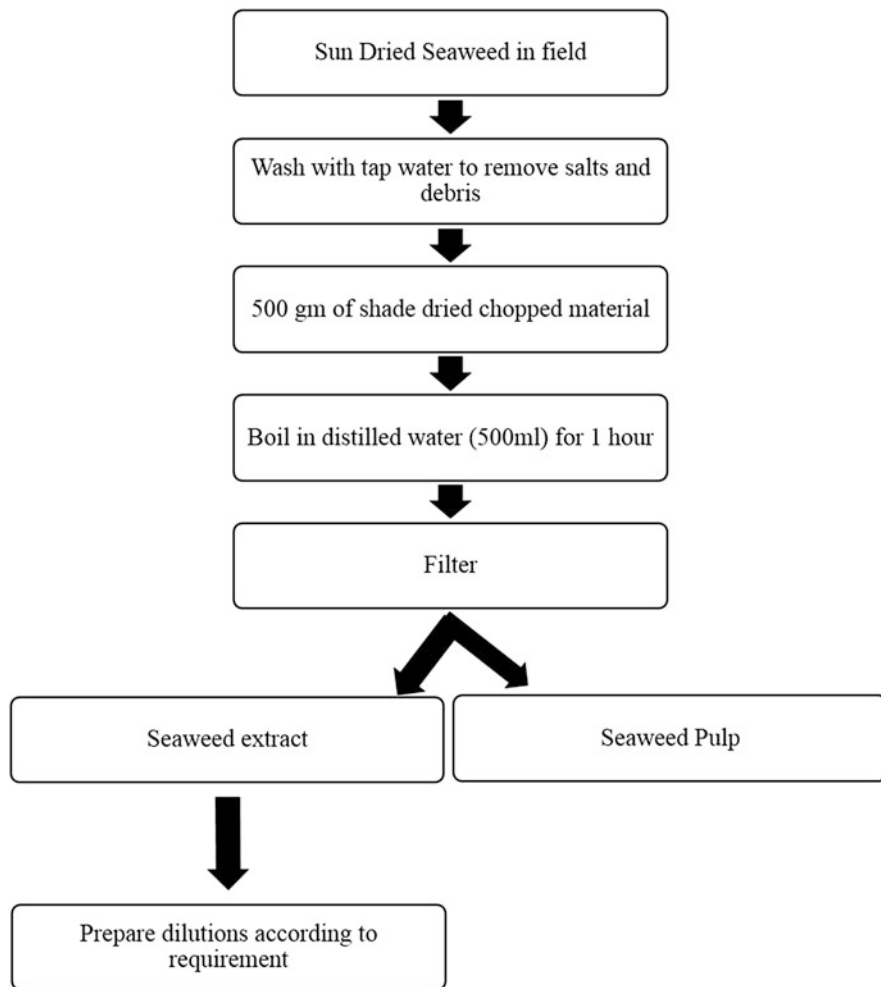 Sun Dried Seaweed in field
Wash with tap water to remove salts and
debris
500 gm of shade dried chopped material
Boil in distilled water (500ml) for 1 hour
Filter
Seaweed extract
Seaweed Pulp
Prepare dilutions according to
requirement